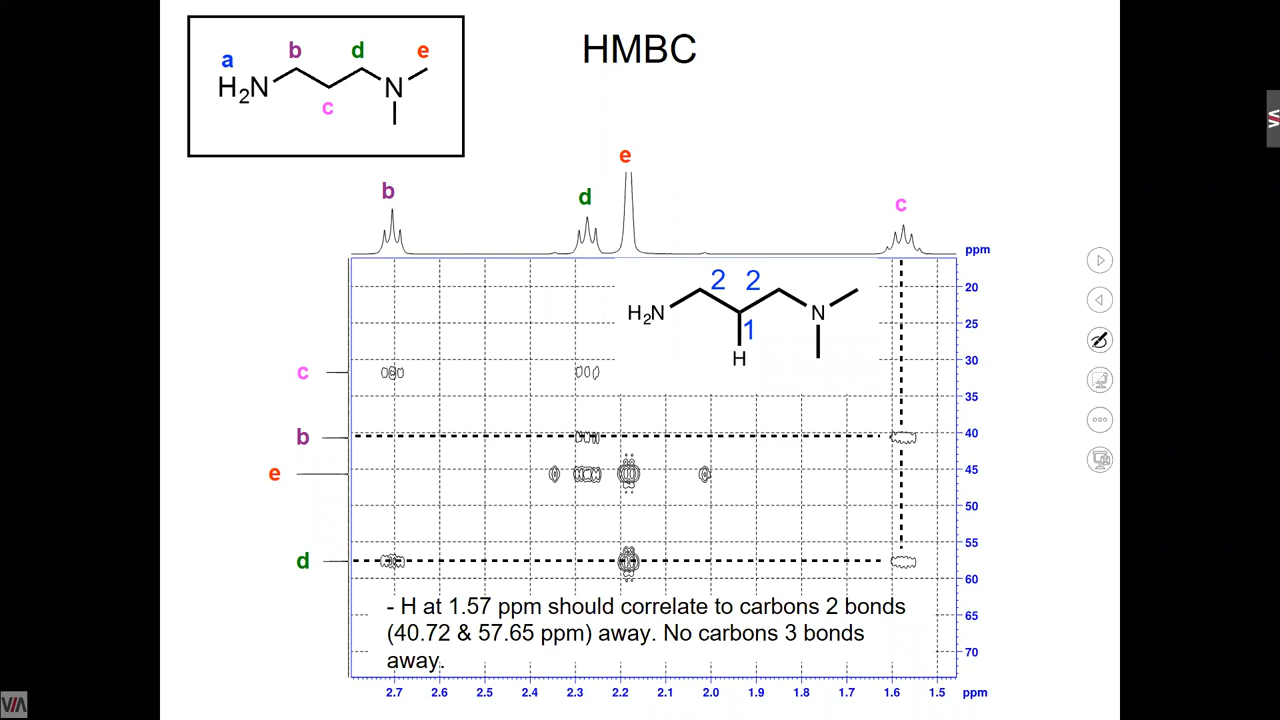 HMBC
a b d e
H2N N
c
e
b d c
ppm
2 2
H2N N
1
H
20
25
c 30
35
b 40
e 45
50
d 55
60
- H at 1.57 ppm should correlate to carbons 2 bonds
(40.72 & 57.65 ppm) away. No carbons 3 bonds
away.
65
70
2.7 2.6 2.5 2.4 2.3 2.2 2.1 2.0 1.9 1.8 1.7 1.6 1.5 ppm
VIA